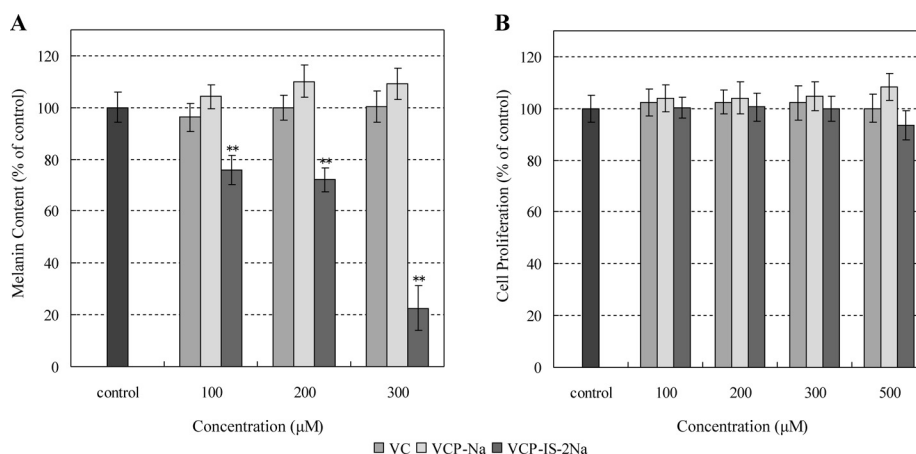 A
Melanin Content (% of control)
120
100
80
60
40
20
0
**
**
**
control
100
200
300
Concentration (μM)
B
Cell Proliferation (% of control)
120
100
80
60
40
20
0
control
100
200
300
500
Concentration (μM)
VC VCP-Na VCP-IS-2Na